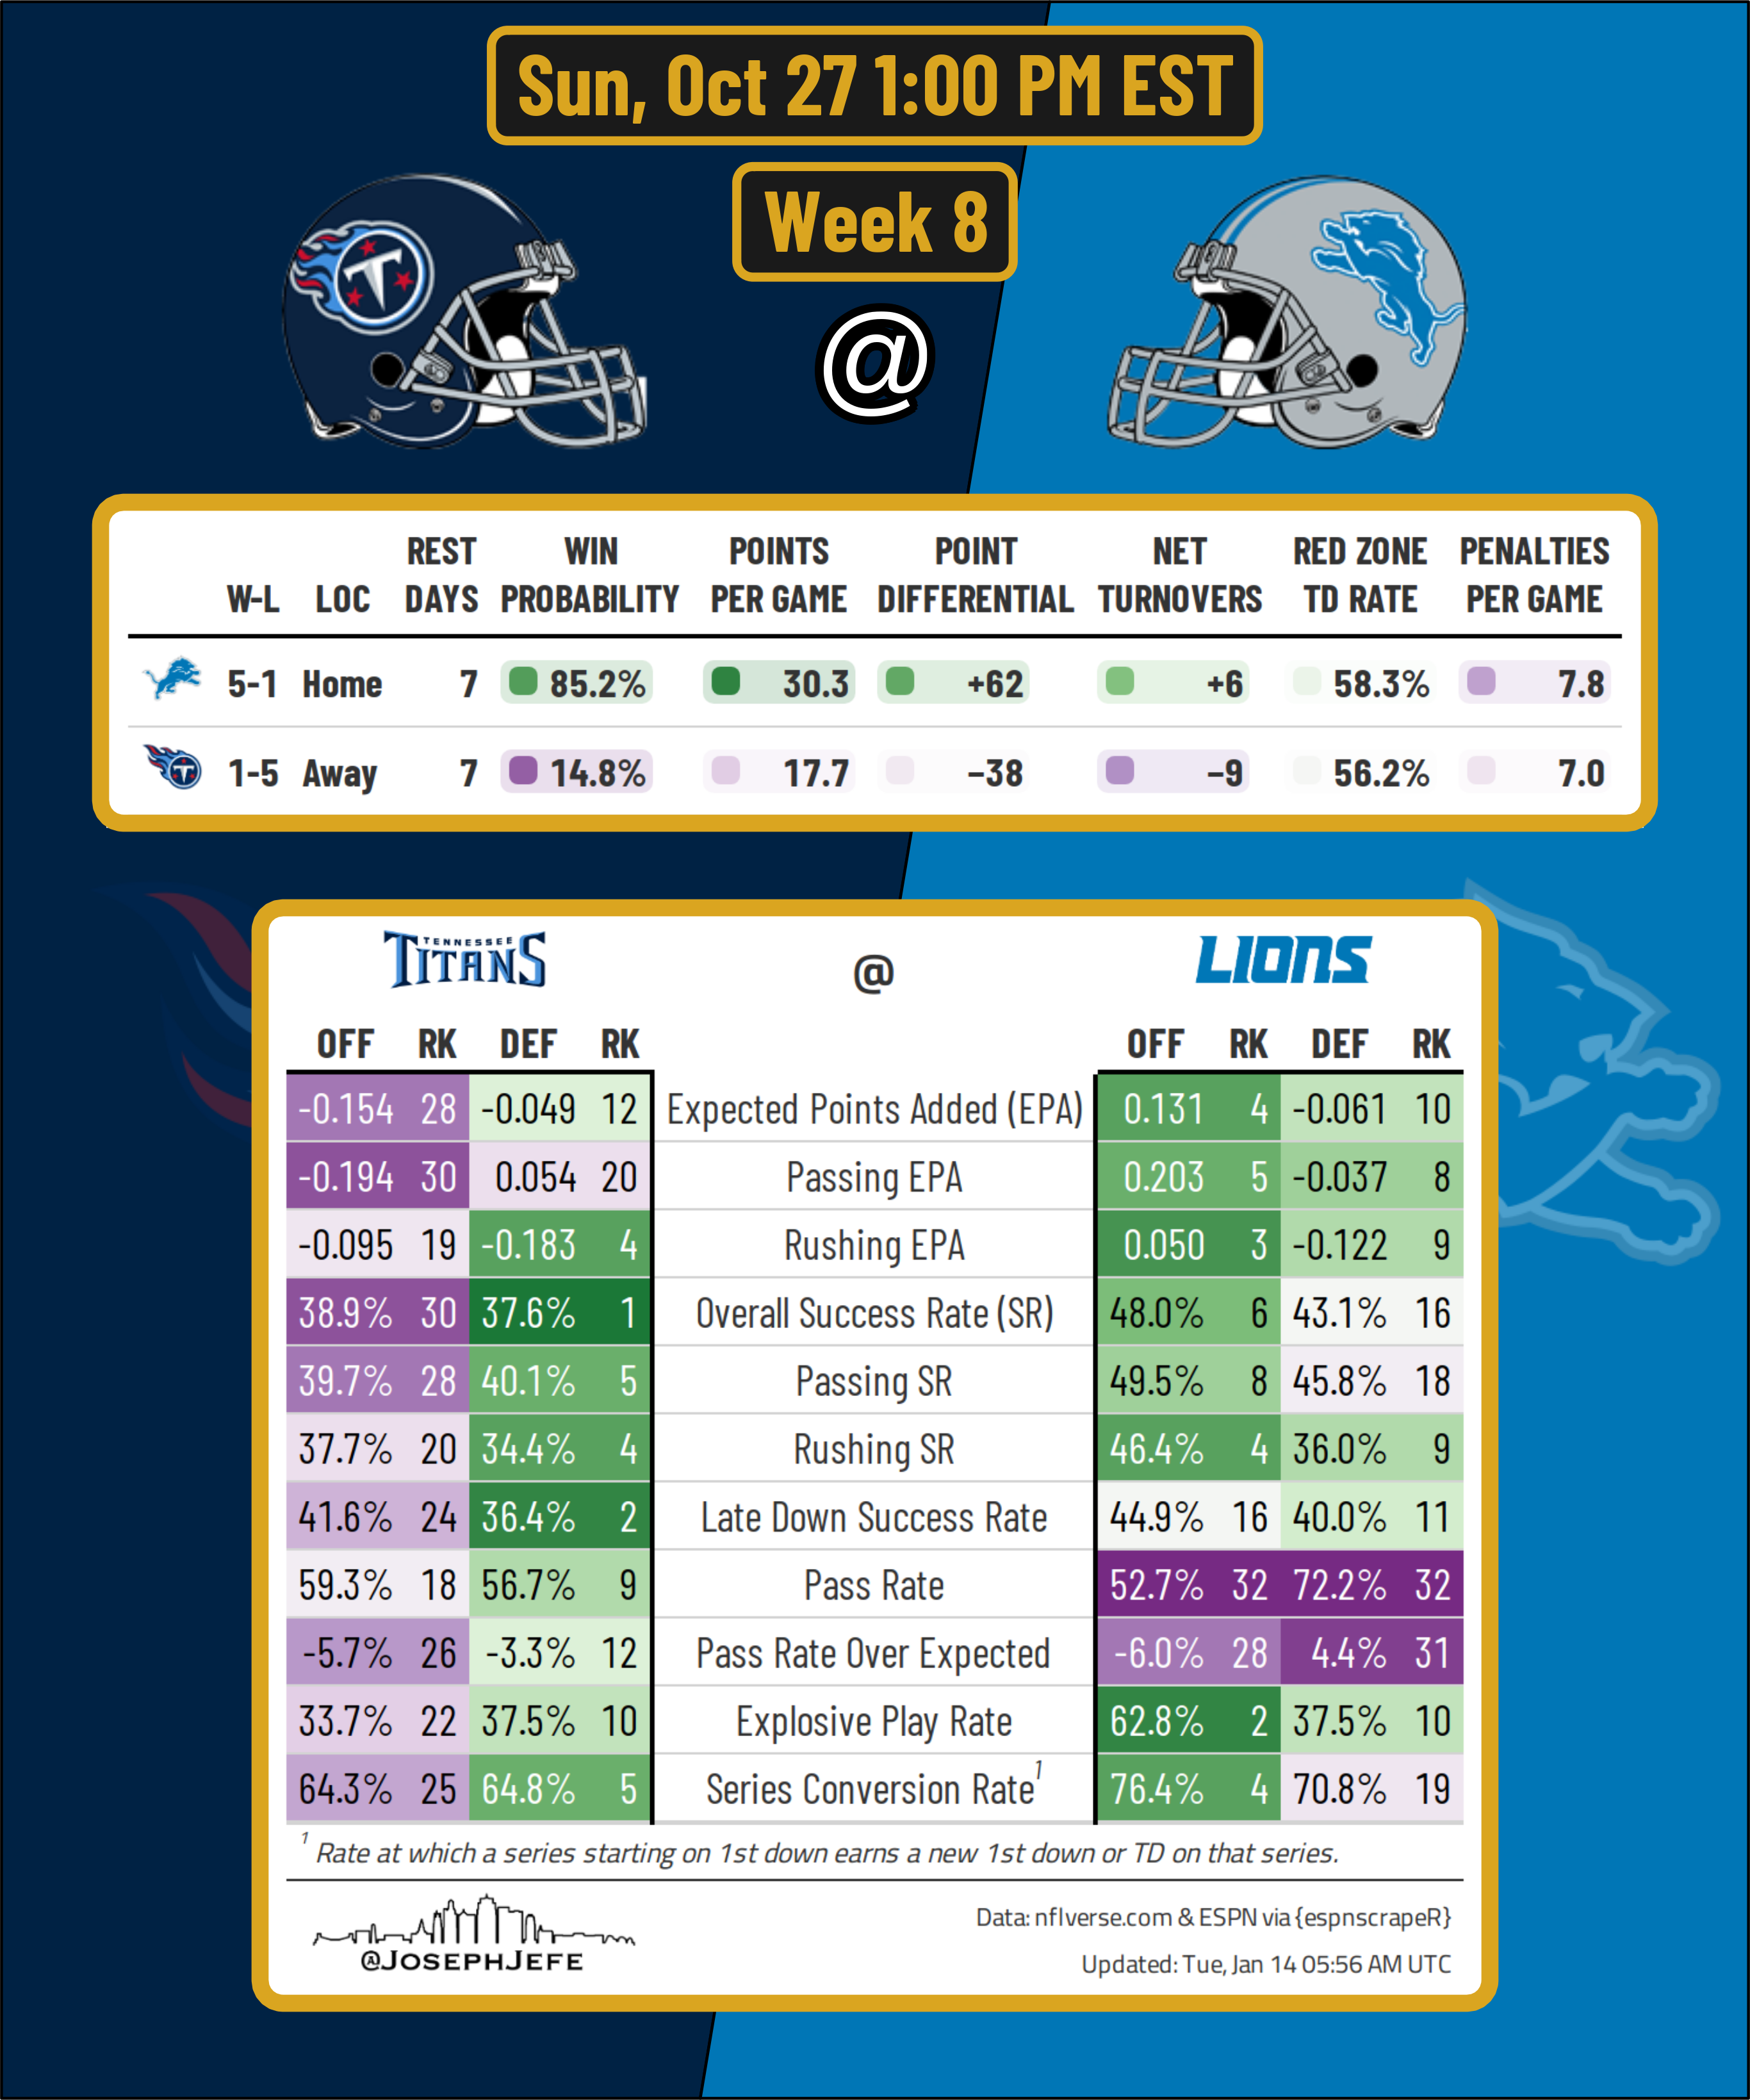 Sun, Oct 27 1:00 PM EST
Week 8
@
W-L LOC REST DAYS WIN PROBABILITY POINTS PER GAME POINT DIFFERENTIAL NET TURNOVERS RED ZONE TD RATE PENALTIES PER GAME
5-1 Home 7 85.2% 30.3 +62 +6 58.3% 7.8
1-5 Away 7 14.8% 17.7 −38 −9 56.2% 7.0
TENNESSEE TITANS @ LIONS
OFF RK DEF RK OFF RK DEF RK
-0.154 28 -0.049 12 Expected Points Added (EPA) 0.131 4 -0.061 10
-0.194 30 0.054 20 Passing EPA 0.203 5 -0.037 8
-0.095 19 -0.183 4 Rushing EPA 0.050 3 -0.122 9
38.9% 30 37.6% 1 Overall Success Rate (SR) 48.0% 6 43.1% 16
39.7% 28 40.1% 5 Passing SR 49.5% 8 45.8% 18
37.7% 20 34.4% 4 Rushing SR 46.4% 4 36.0% 9
41.6% 24 36.4% 2 Late Down Success Rate 44.9% 16 40.0% 11
59.3% 18 56.7% 9 Pass Rate 52.7% 32 72.2% 32
-5.7% 26 -3.3% 12 Pass Rate Over Expected -6.0% 28 4.4% 31
33.7% 22 37.5% 10 Explosive Play Rate 62.8% 2 37.5% 10
64.3% 25 64.8% 5 Series Conversion Rate¹ 76.4% 4 70.8% 19
¹ Rate at which a series starting on 1st down earns a new 1st down or TD on that series.
@JOSEPHJEFE
Data: nflverse.com & ESPN via {espnscrapeR}
Updated: Tue, Jan 14 05:56 AM UTC